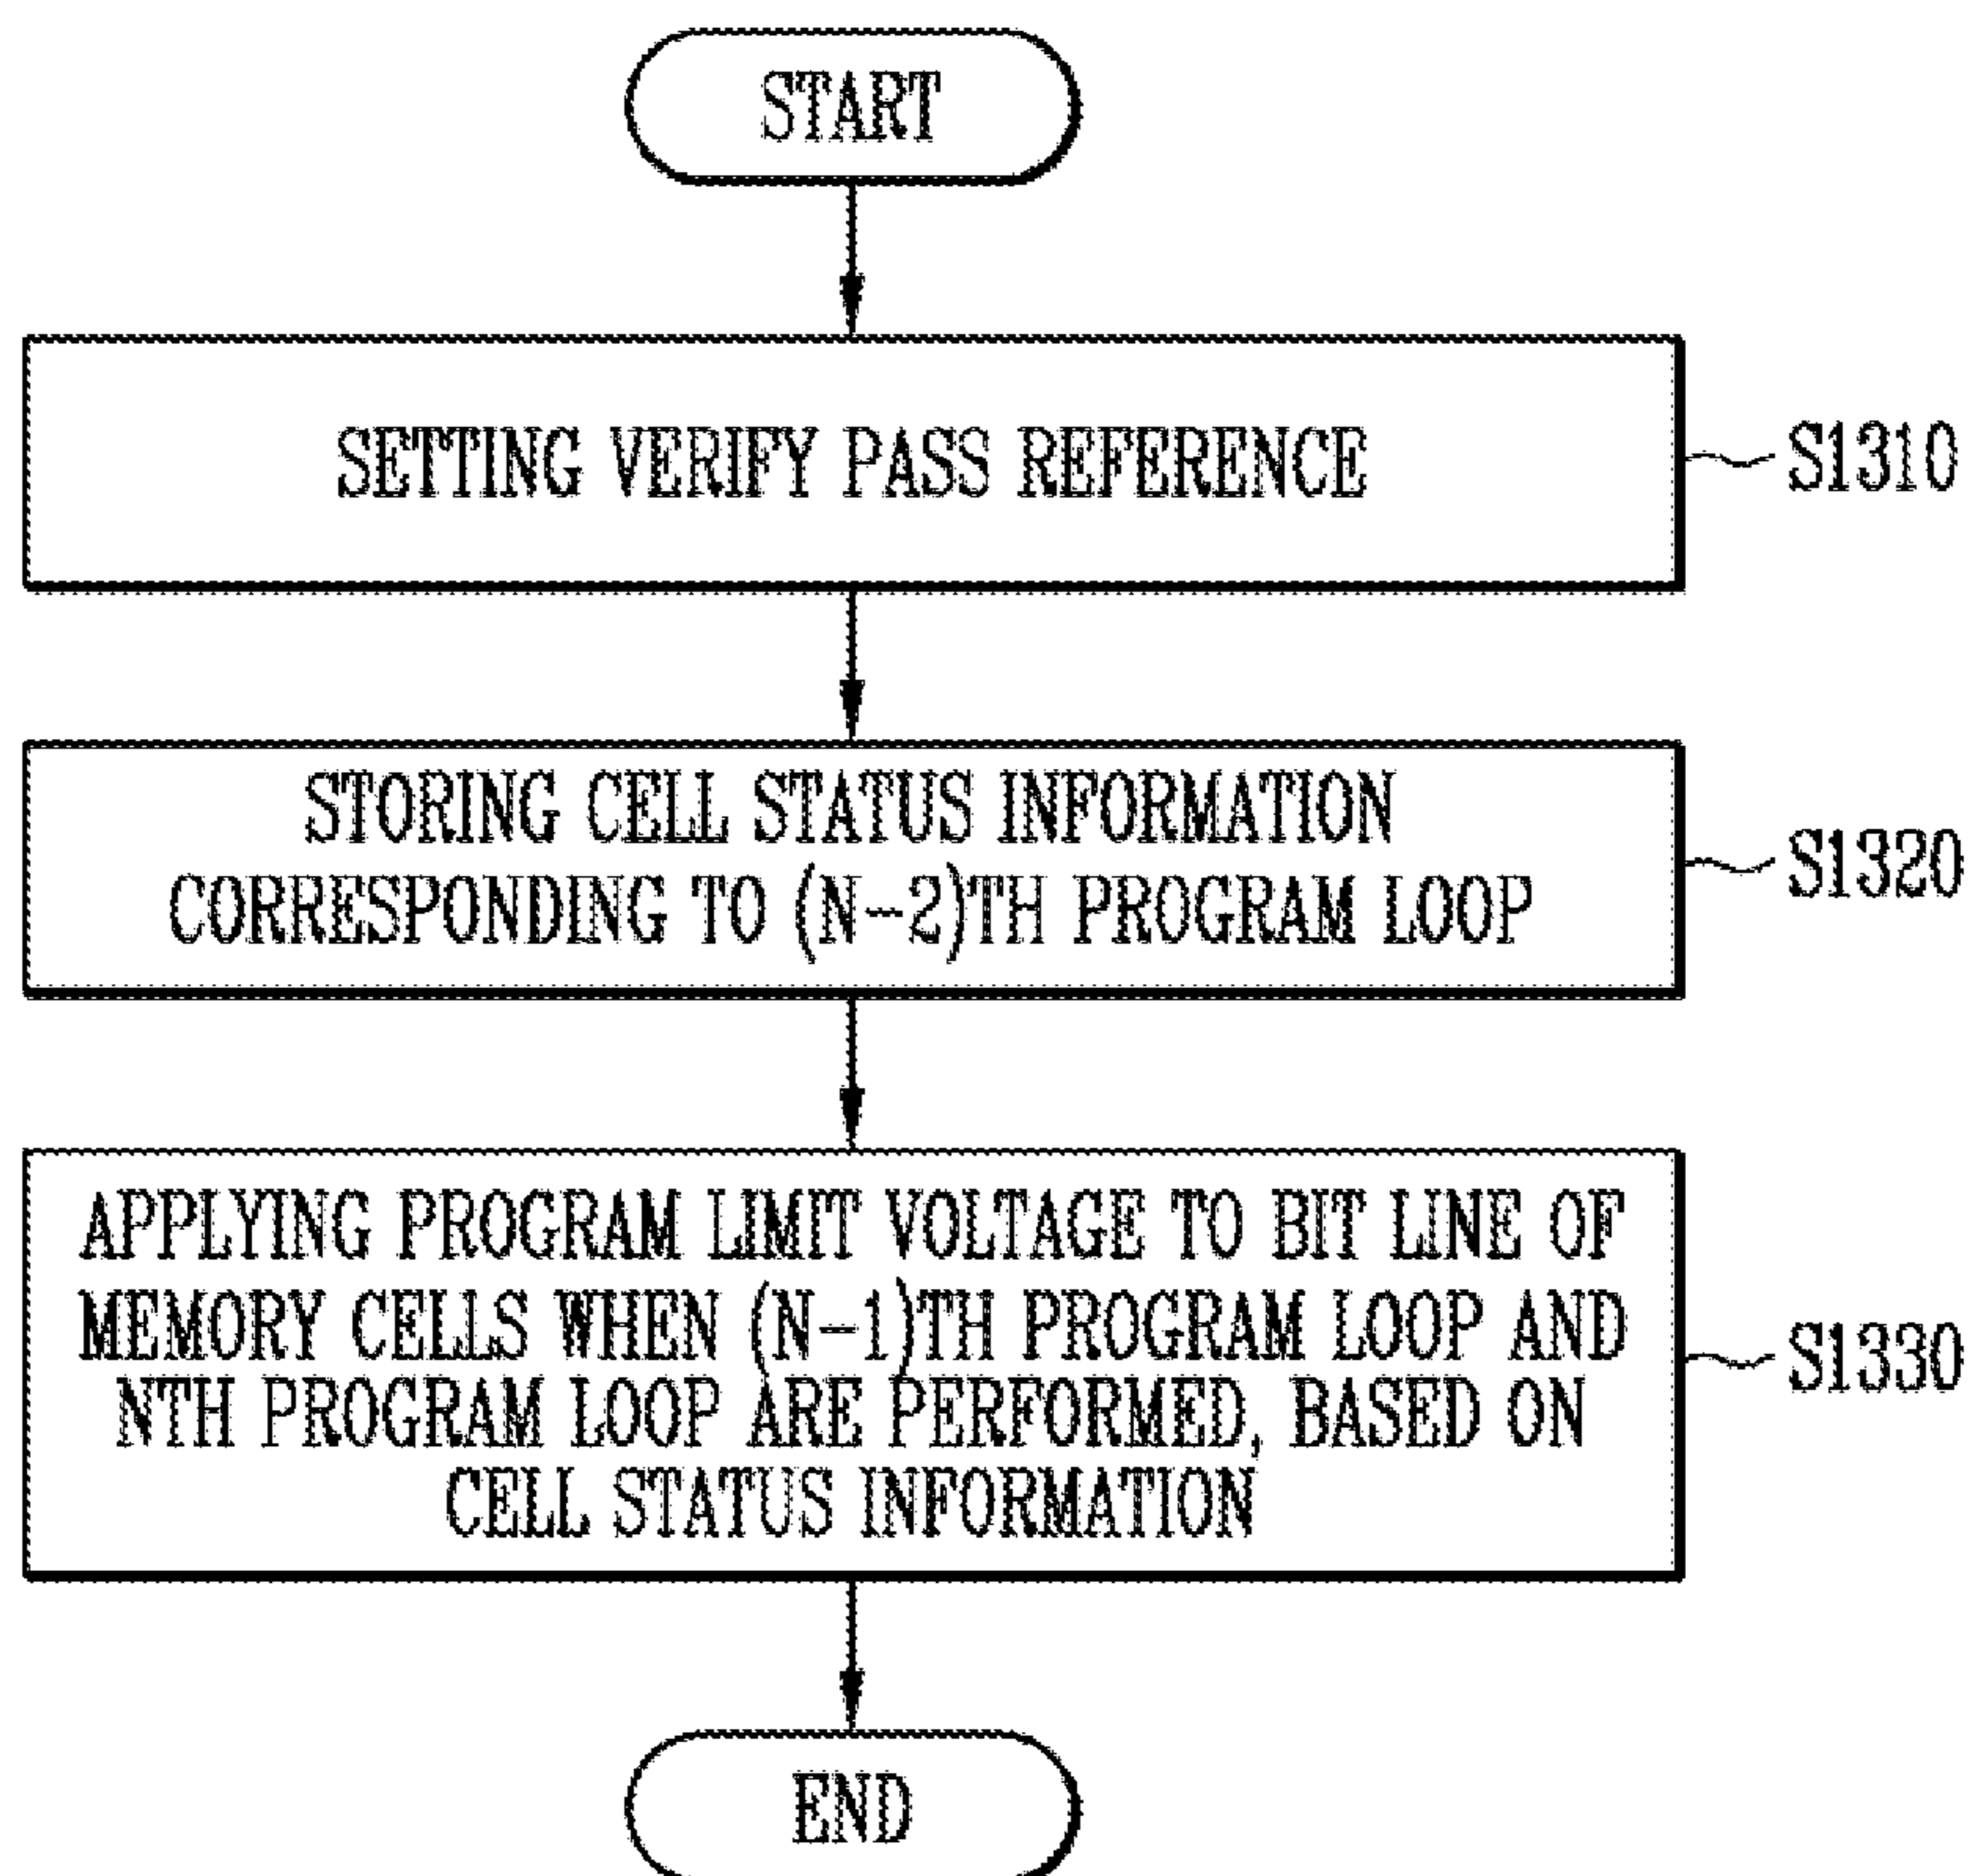 START
SETTING VERIFY PASS REFERENCE
S1310
STORING CELL STATUS INFORMATION
CORRESPONDING TO (N-2)TH PROGRAM LOOP
S1320
APPLYING PROGRAM LIMIT VOLTAGE TO BIT LINE OF
MEMORY CELLS WHEN (N-1)TH PROGRAM LOOP AND
NTH PROGRAM LOOP ARE PERFORMED, BASED ON
CELL STATUS INFORMATION
S1330
END